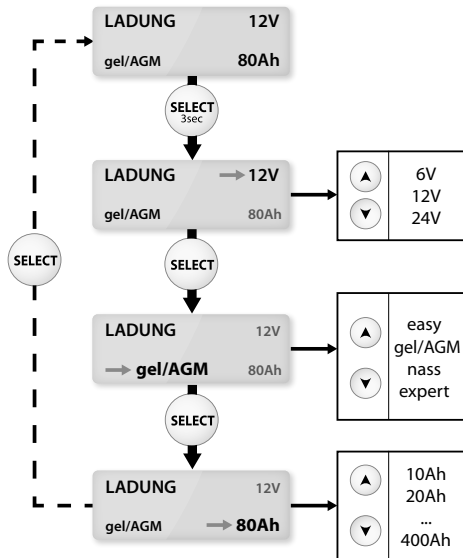 LADUNG 12V
gel/AGM 80Ah
SELECT
3sec
LADUNG 12V
gel/AGM 80Ah
6V
12V
24V
SELECT
SELECT
LADUNG 12V
gel/AGM 80Ah
easy
gel/AGM
nass
expert
SELECT
LADUNG 12V
gel/AGM 80Ah
10Ah
20Ah
...
400Ah